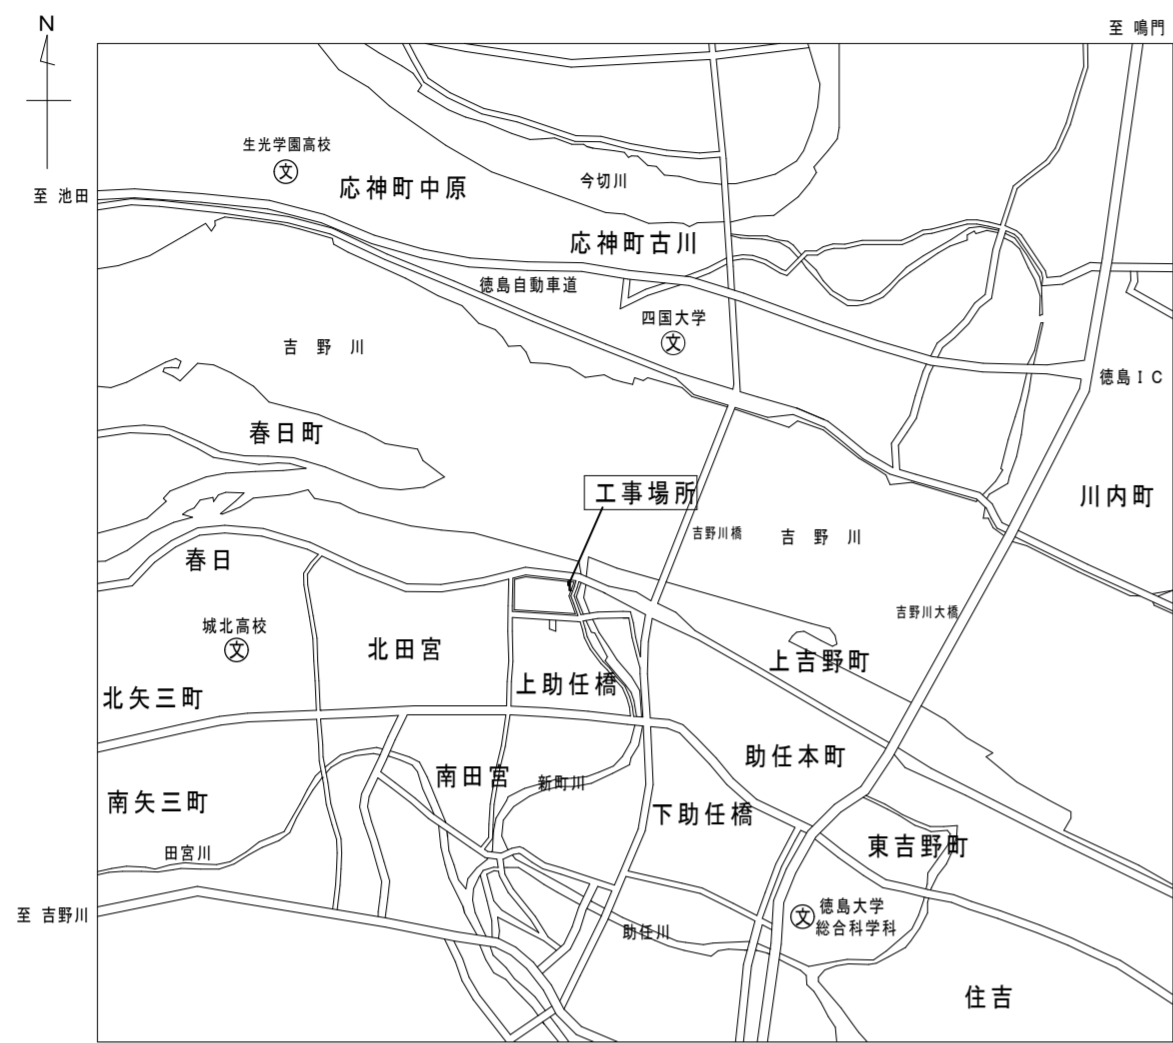 N
至 鳴門
生光学園高校
文
至 池田
応神町中原
今切川
応神町古川
徳島自動車道
四国大学
文
吉 野 川
徳島IC
春日町
工事場所
川内町
吉野川橋
吉 野 川
春日
吉野川大橋
城北高校
文
北田宮
上吉野町
上助任橋
北矢三町
助任本町
南田宮
新町川
南矢三町
下助任橋
東吉野町
田宮川
至 吉野川
文
徳島大学
総合科学科
助任川
住吉